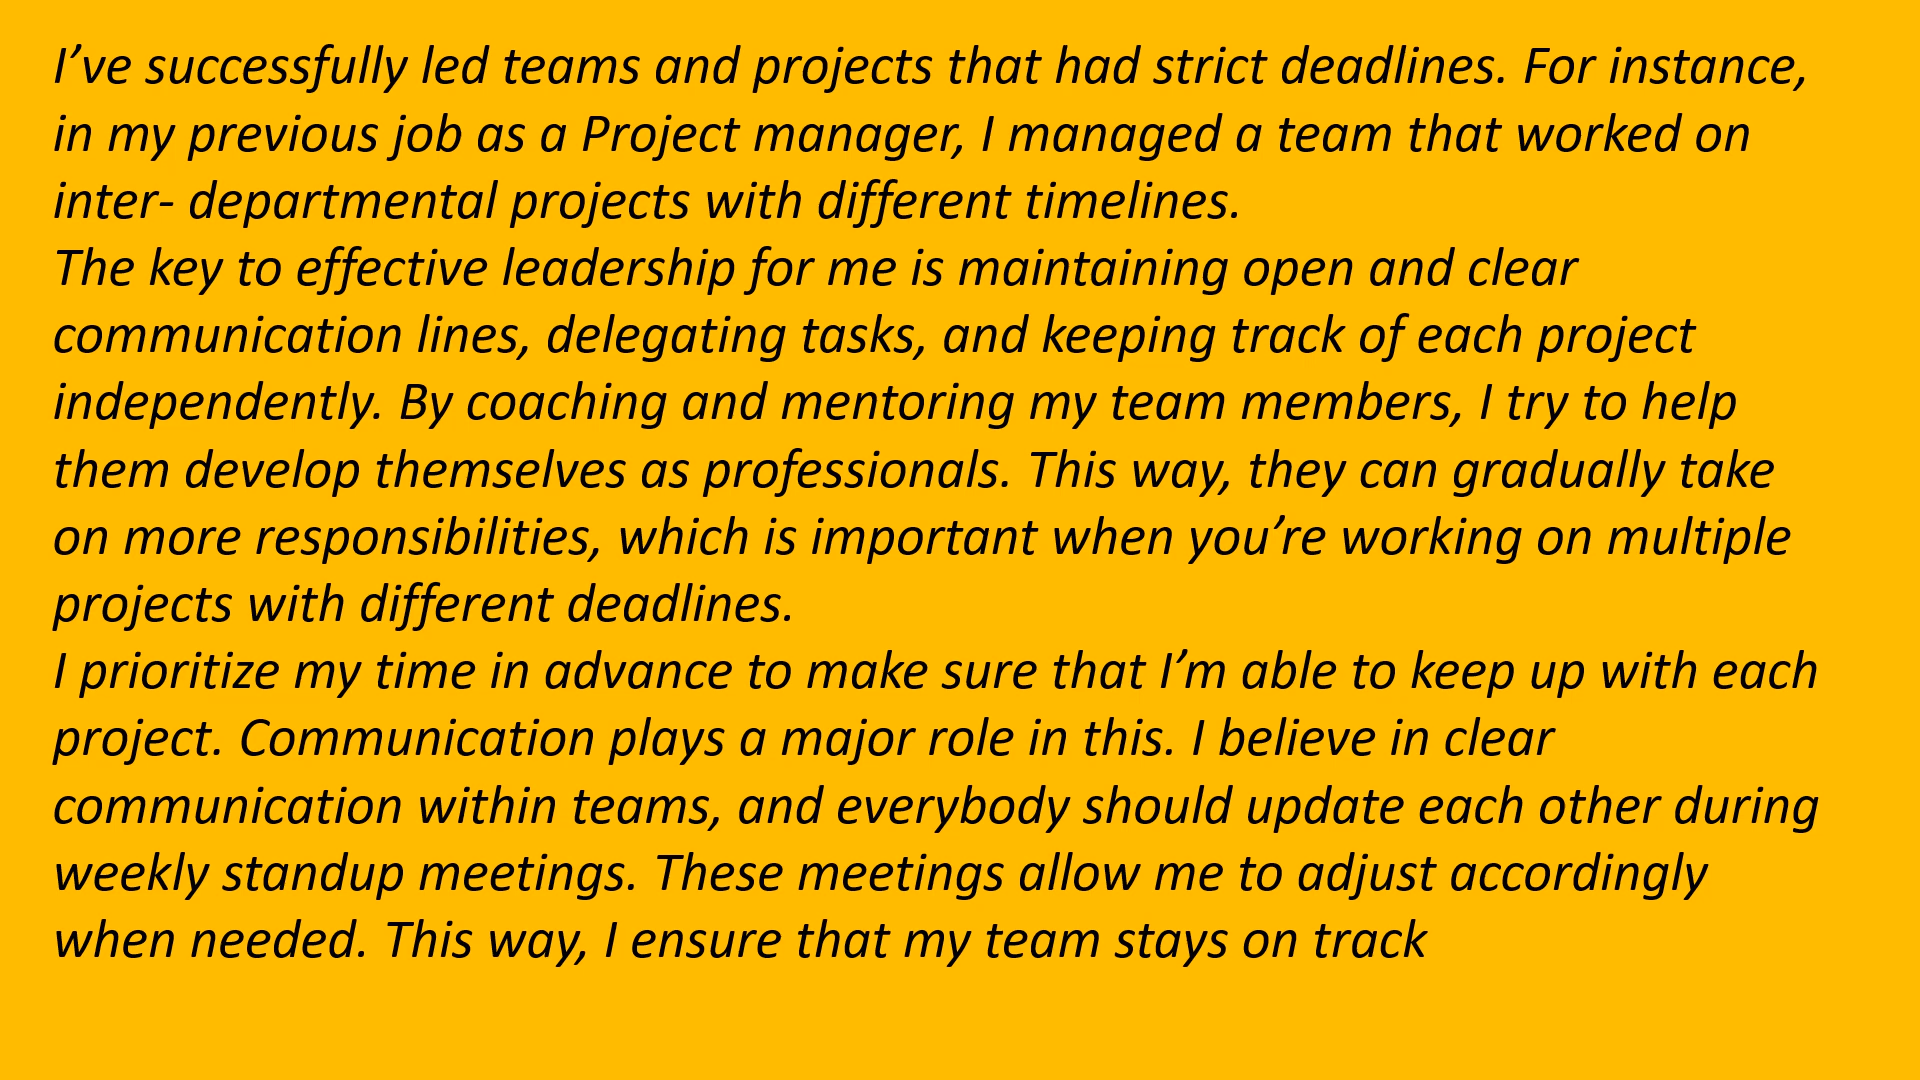 I’ve successfully led teams and projects that had strict deadlines. For instance,
in my previous job as a Project manager, I managed a team that worked on
inter- departmental projects with different timelines.
The key to effective leadership for me is maintaining open and clear
communication lines, delegating tasks, and keeping track of each project
independently. By coaching and mentoring my team members, I try to help
them develop themselves as professionals. This way, they can gradually take
on more responsibilities, which is important when you’re working on multiple
projects with different deadlines.
I prioritize my time in advance to make sure that I’m able to keep up with each
project. Communication plays a major role in this. I believe in clear
communication within teams, and everybody should update each other during
weekly standup meetings. These meetings allow me to adjust accordingly
when needed. This way, I ensure that my team stays on track